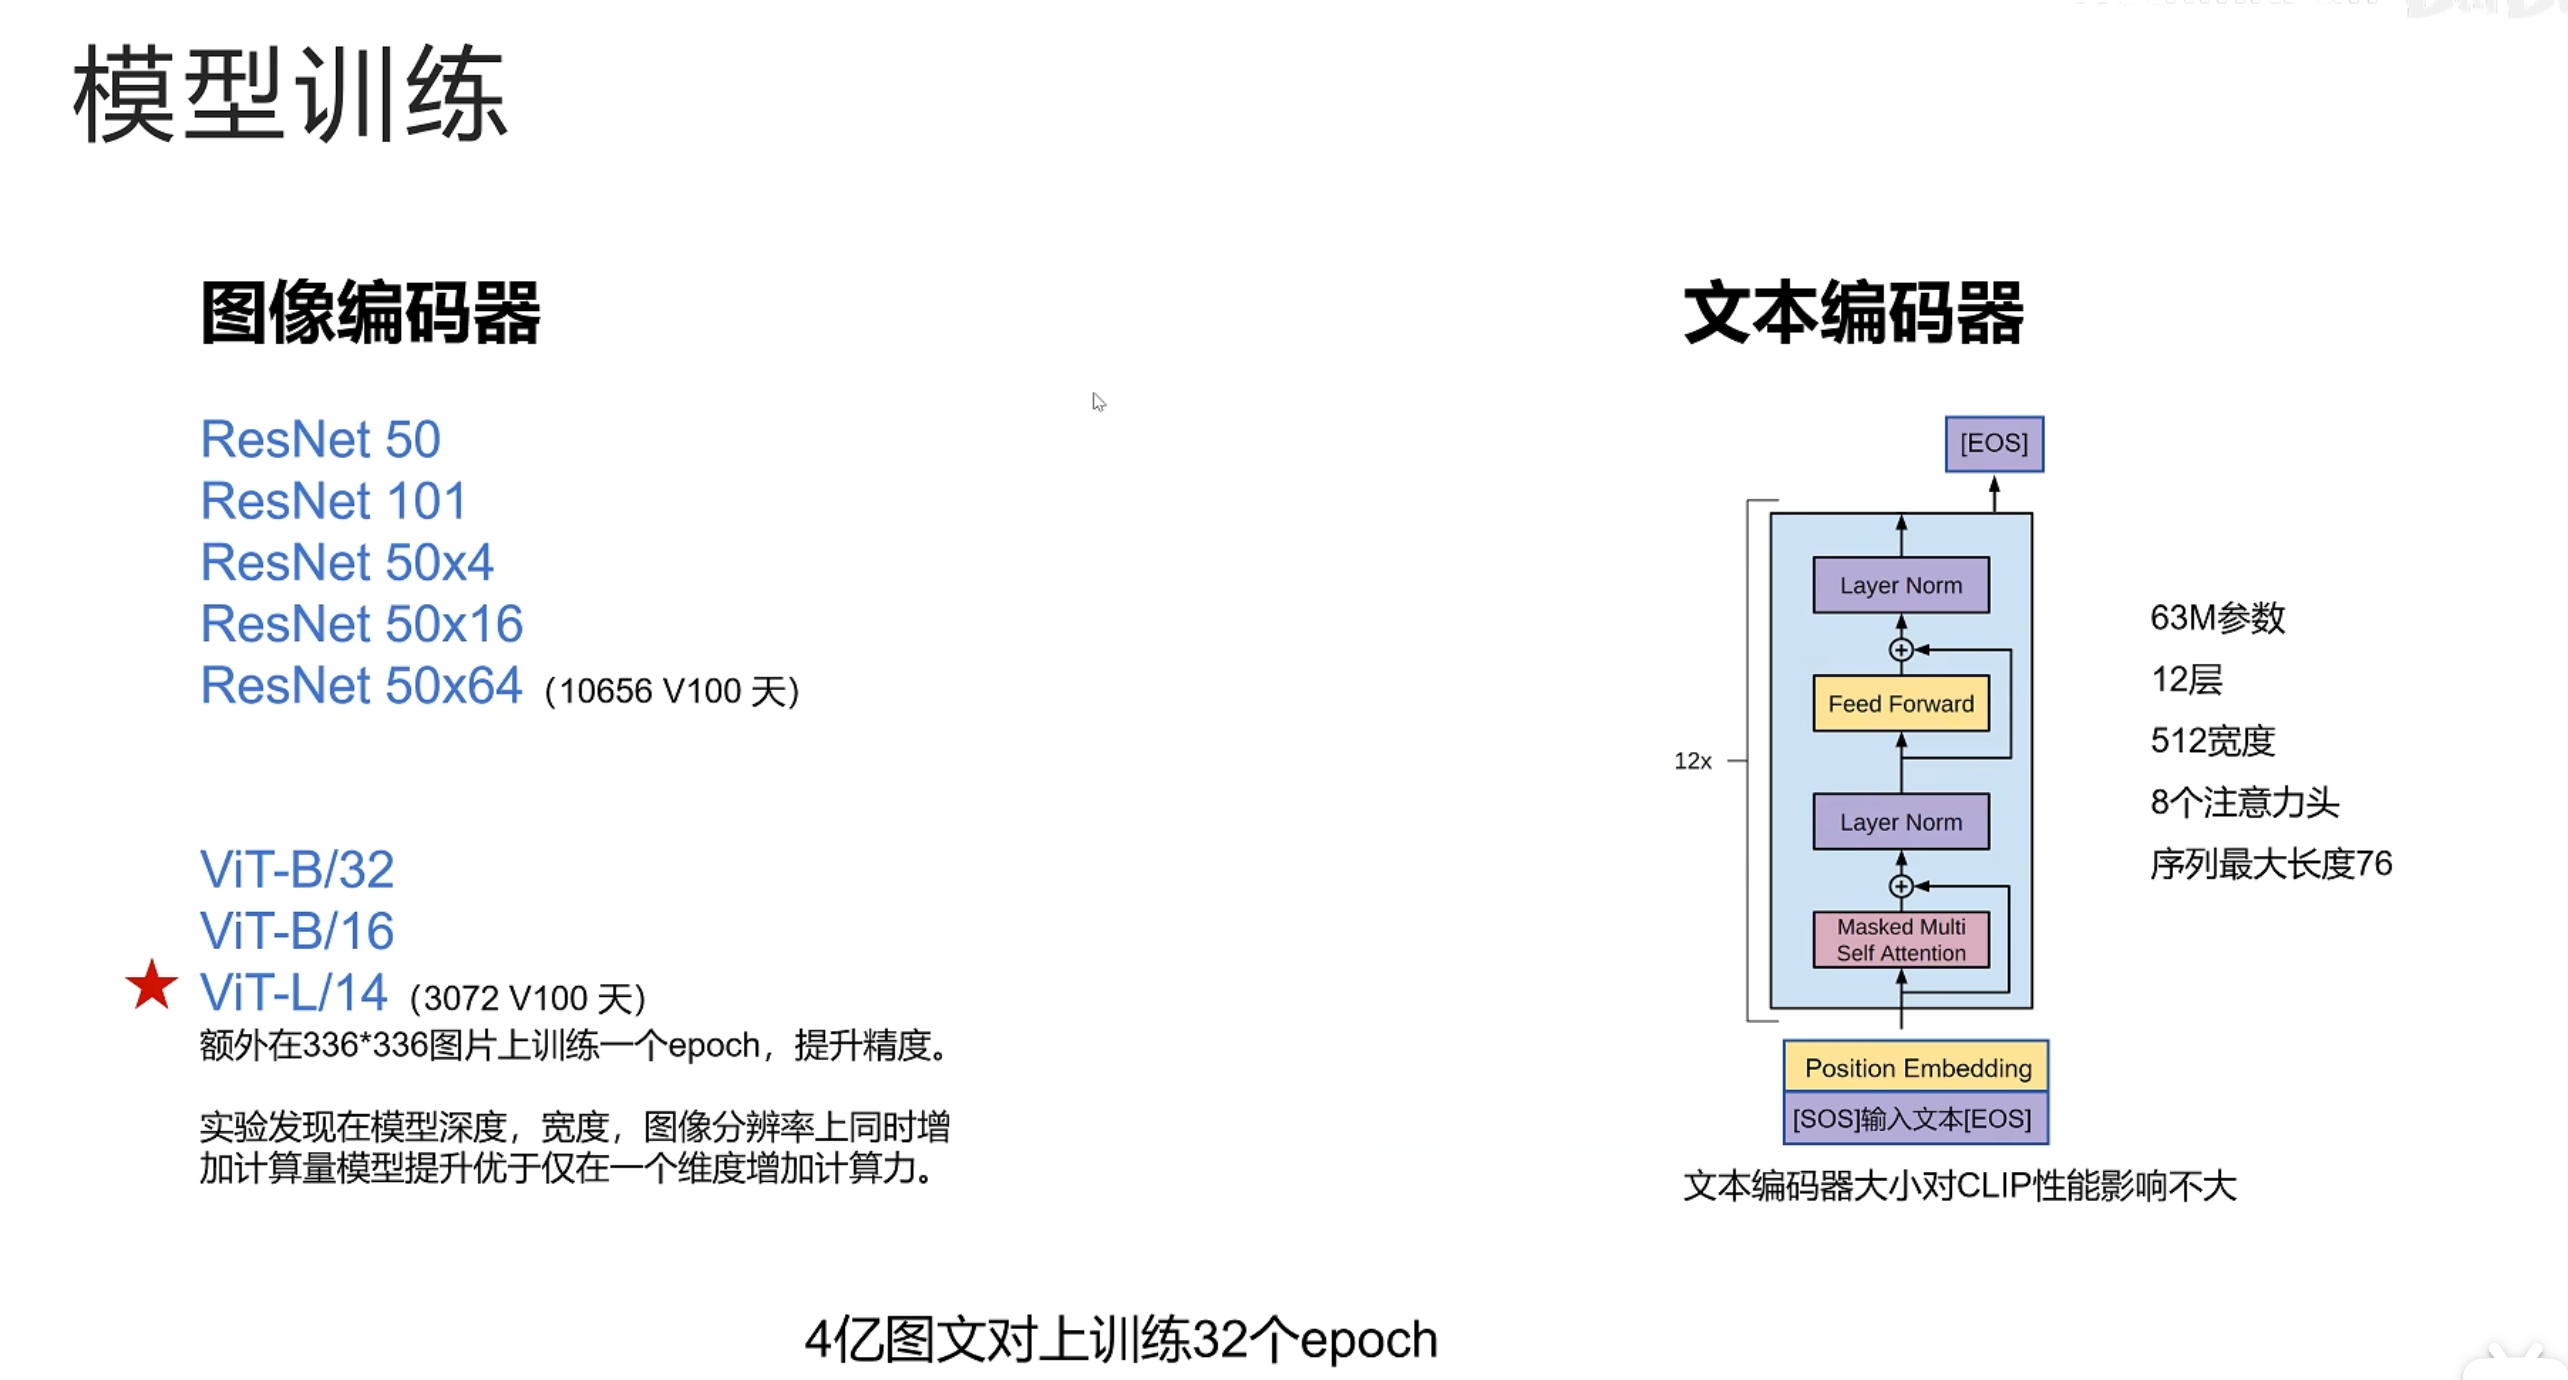 模型训练
图像编码器
ResNet 50
ResNet 101
ResNet 50x4
ResNet 50x16
ResNet 50x64 (10656 V100 天)
ViT-B/32
ViT-B/16
ViT-L/14 (3072 V100 天)
额外在336*336图片上训练一个epoch，提升精度。
实验发现在模型深度，宽度，图像分辨率上同时增
加计算量模型提升优于仅在一个维度增加计算力。
文本编码器
[EOS]
Layer Norm
Feed Forward
12x
Layer Norm
Masked Multi
Self Attention
Position Embedding
[SOS]输入文本[EOS]
63M参数
12层
512宽度
8个注意力头
序列最大长度76
文本编码器大小对CLIP性能影响不大
4亿图文对上训练32个epoch